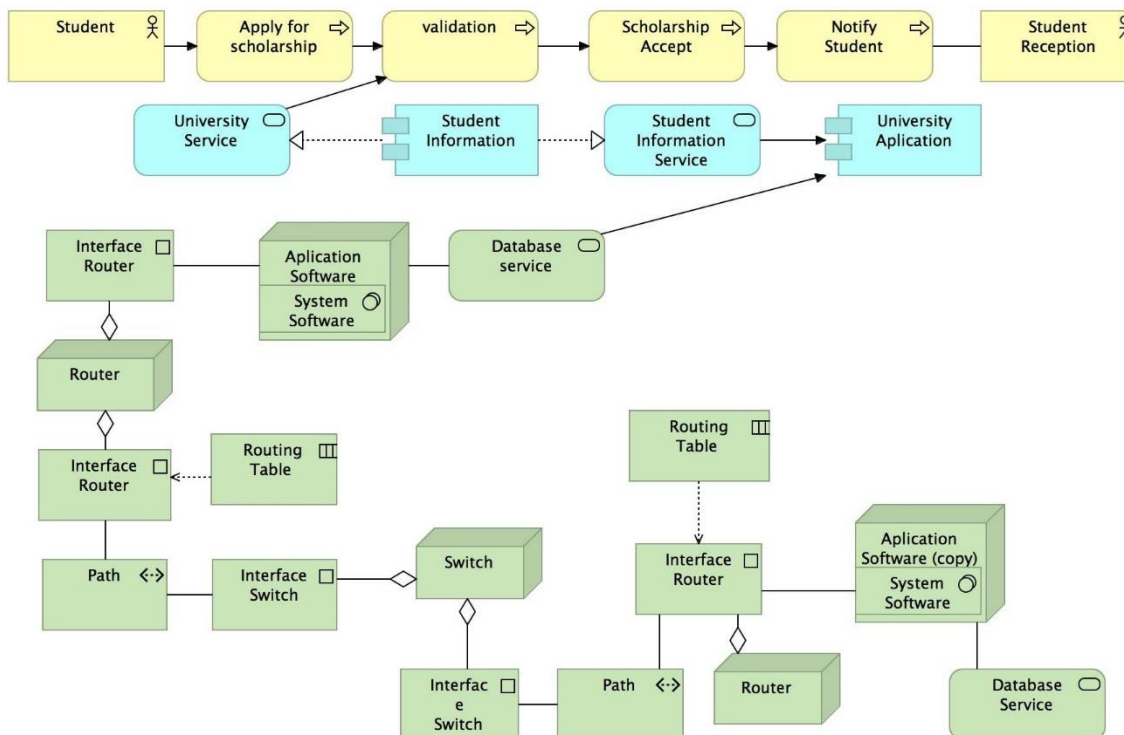 Student
Apply for
scholarship
validation
Scholarship
Accept
Notify
Student
Student
Reception
University
Service
Student
Information
Student
Information
Service
University
Aplication
Interface
Router
Aplication
Software
System
Software
Database
service
Router
Interface
Router
Routing
Table
Routing
Table
Path
Interface
Switch
Switch
Interface
Router
Aplication
Software (copy)
System
Software
Interfac
e
Switch
Path
Router
Database
Service